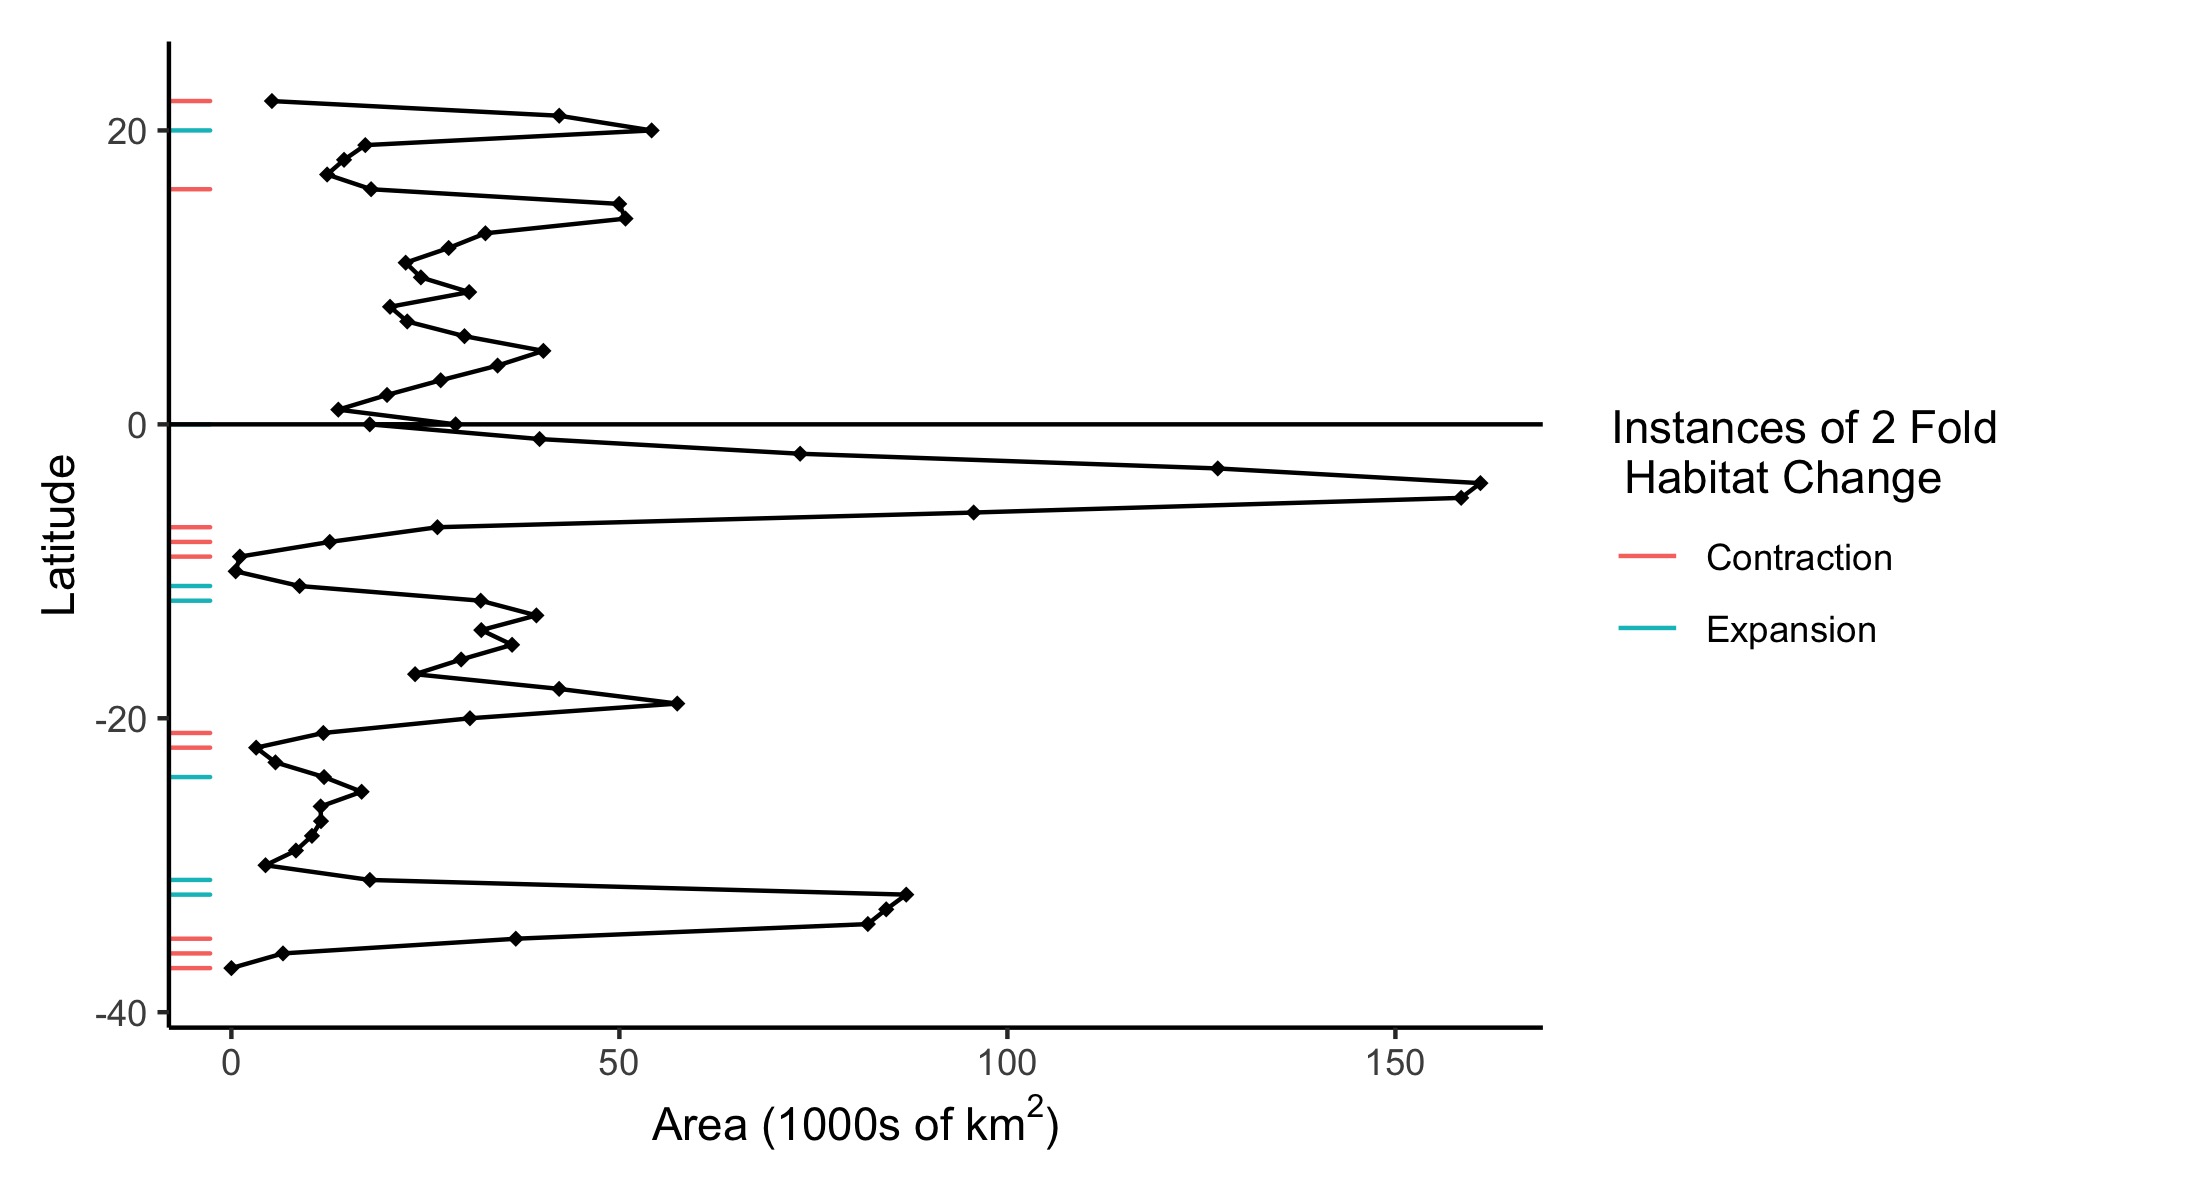 20
0
-20
-40
Latitude
0
50
100
150
Area (1000s of km²)
Instances of 2 Fold
Habitat Change
Contraction
Expansion